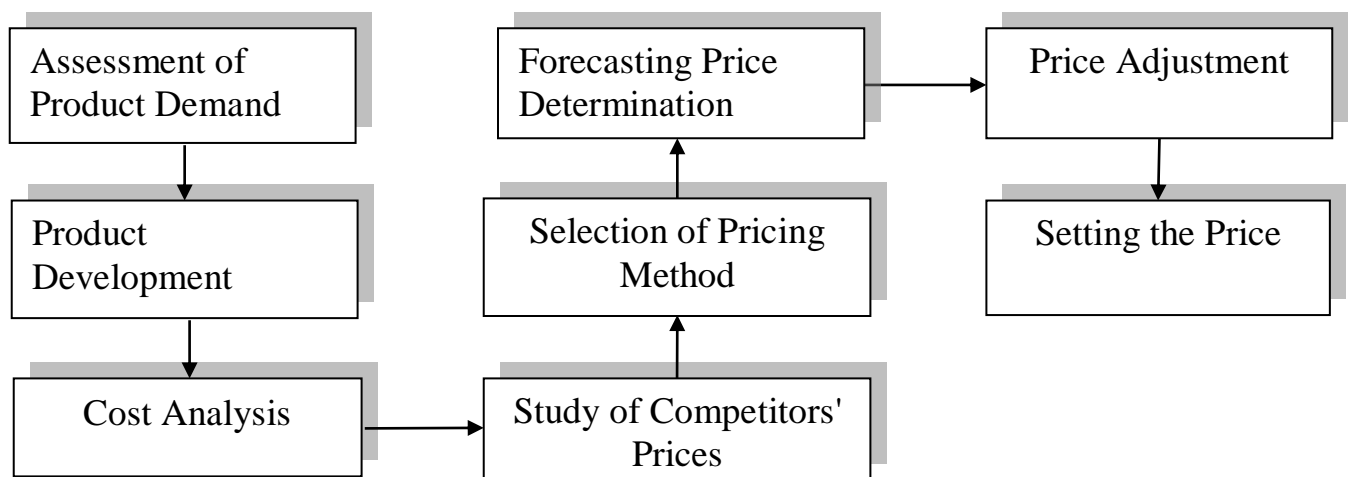 Assessment of
Product Demand
Product
Development
Cost Analysis
Study of Competitors'
Prices
Selection of Pricing
Method
Forecasting Price
Determination
Price Adjustment
Setting the Price